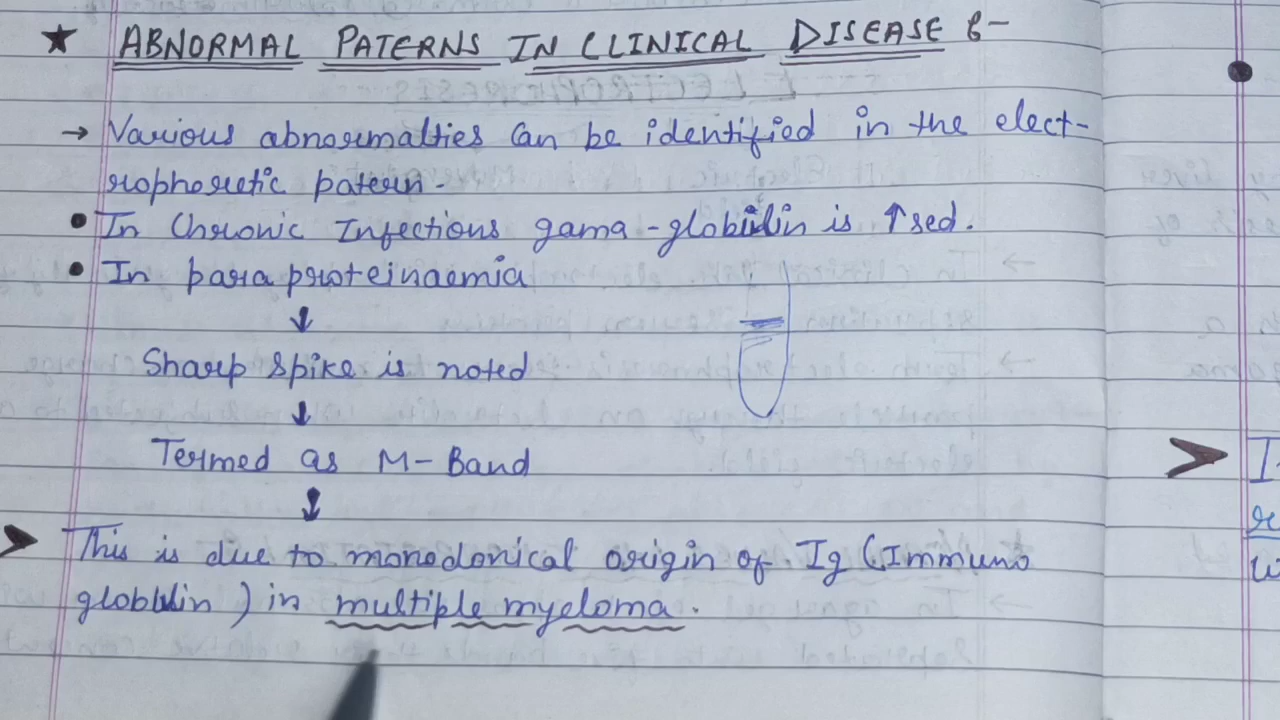 ★ ABNORMAL PATERNS IN CLINICAL DISEASE :-
→ Various abnormalties can be identified in the elect-
rophoretic patern.
• In Chronic Infections gama-globulin is ↑sed.
• In para proteinaemia
↓
Sharp spike is noted
↓
Termed as M-Band
↓
➤ This is due to monoclonical origin of Ig (Immuno
globulin) in multiple myeloma.